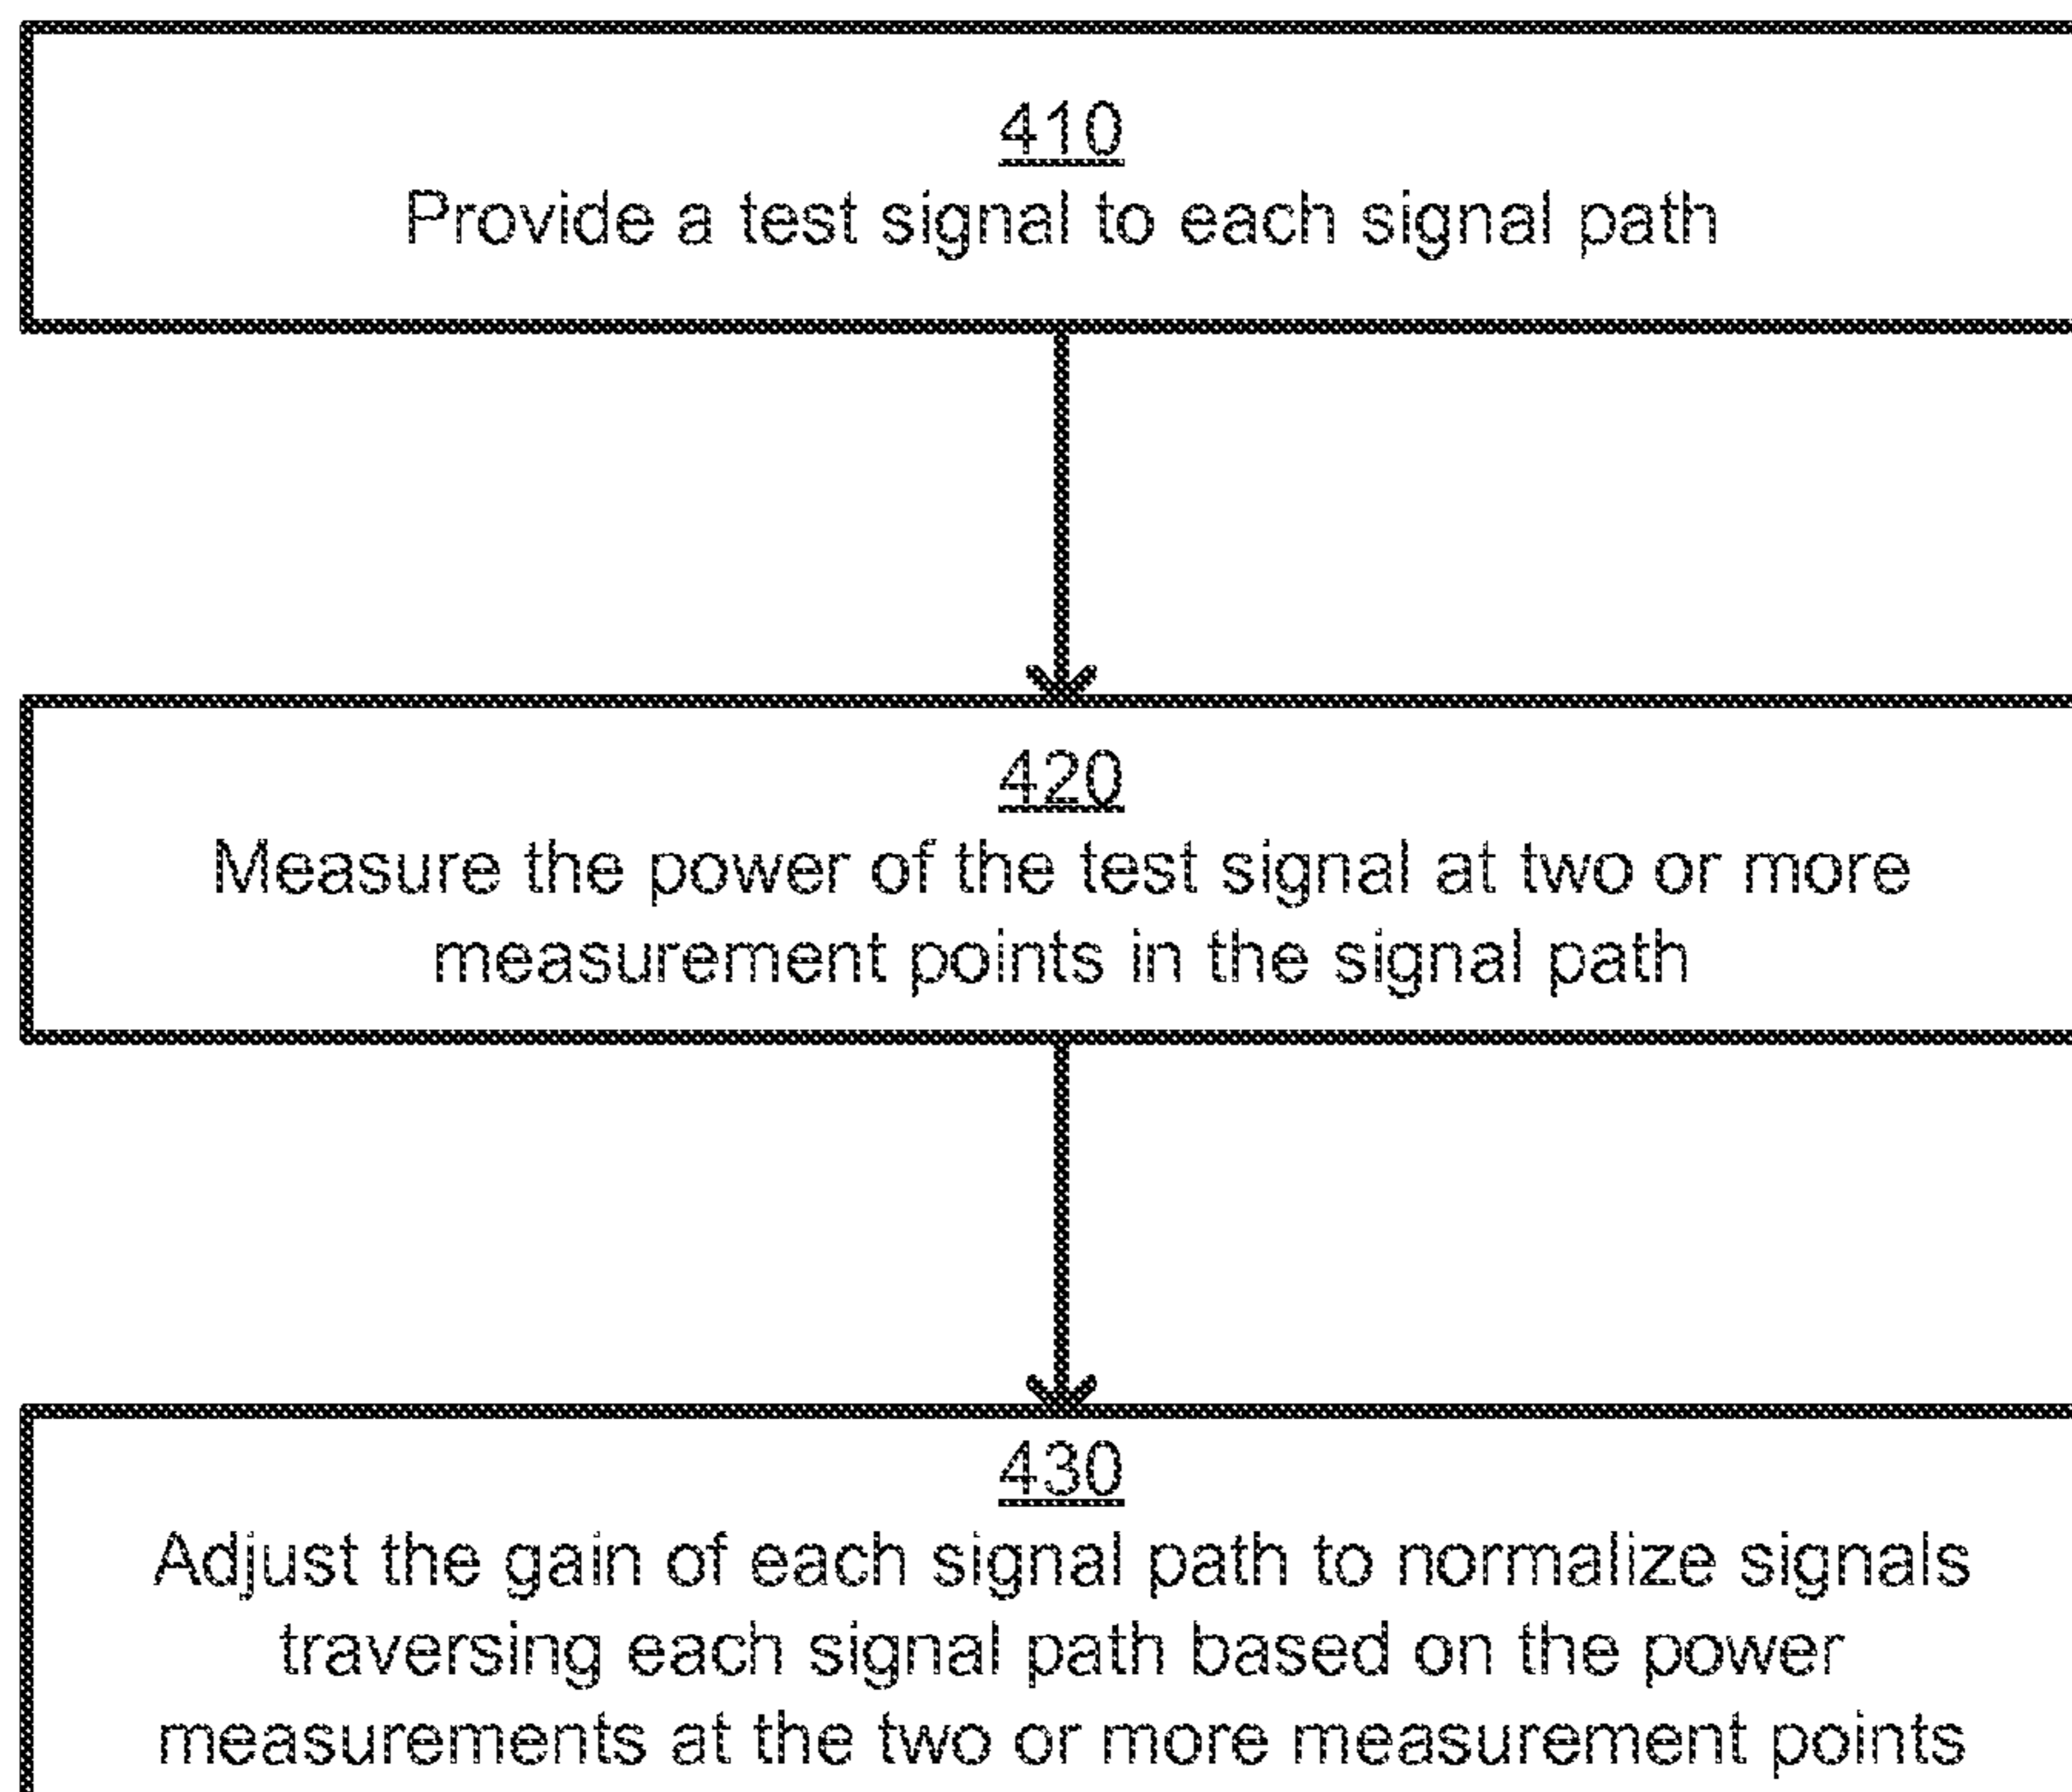 410
Provide a test signal to each signal path
420
Measure the power of the test signal at two or more
measurement points in the signal path
430
Adjust the gain of each signal path to normalize signals
traversing each signal path based on the power
measurements at the two or more measurement points